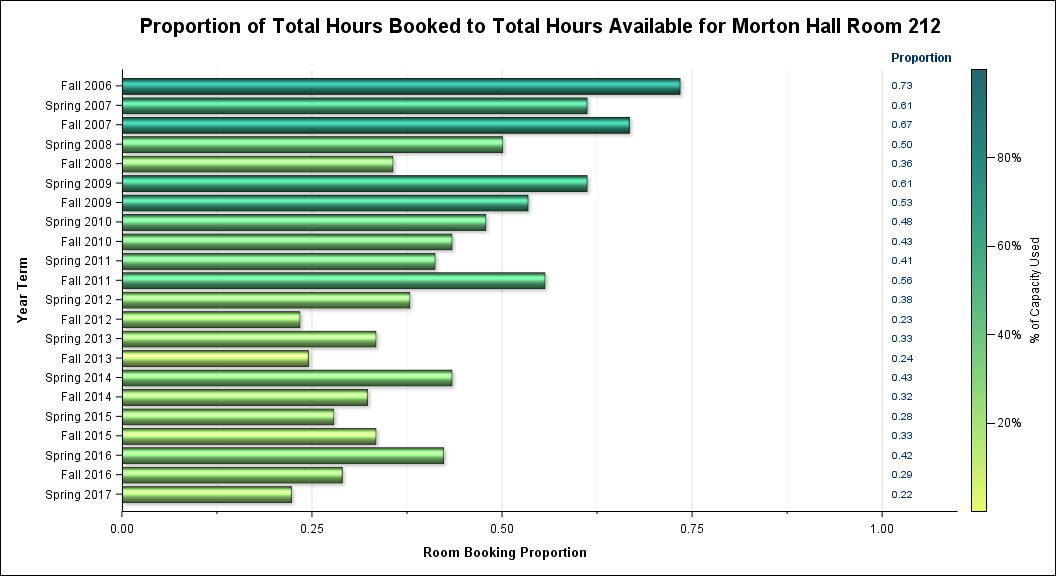 Proportion of Total Hours Booked to Total Hours Available for Morton Hall Room 212
Proportion
Fall 2006 0.73
Spring 2007 0.61
Fall 2007 0.67
Spring 2008 0.50
Fall 2008 0.36
Spring 2009 0.61
Fall 2009 0.53
Spring 2010 0.48
Fall 2010 0.43
Spring 2011 0.41
Fall 2011 0.56
Spring 2012 0.38
Fall 2012 0.23
Spring 2013 0.33
Fall 2013 0.24
Spring 2014 0.43
Fall 2014 0.32
Spring 2015 0.28
Fall 2015 0.33
Spring 2016 0.42
Fall 2016 0.29
Spring 2017 0.22
Year Term
0.00 0.25 0.50 0.75 1.00
Room Booking Proportion
80%
60%
40%
20%
% of Capacity Used